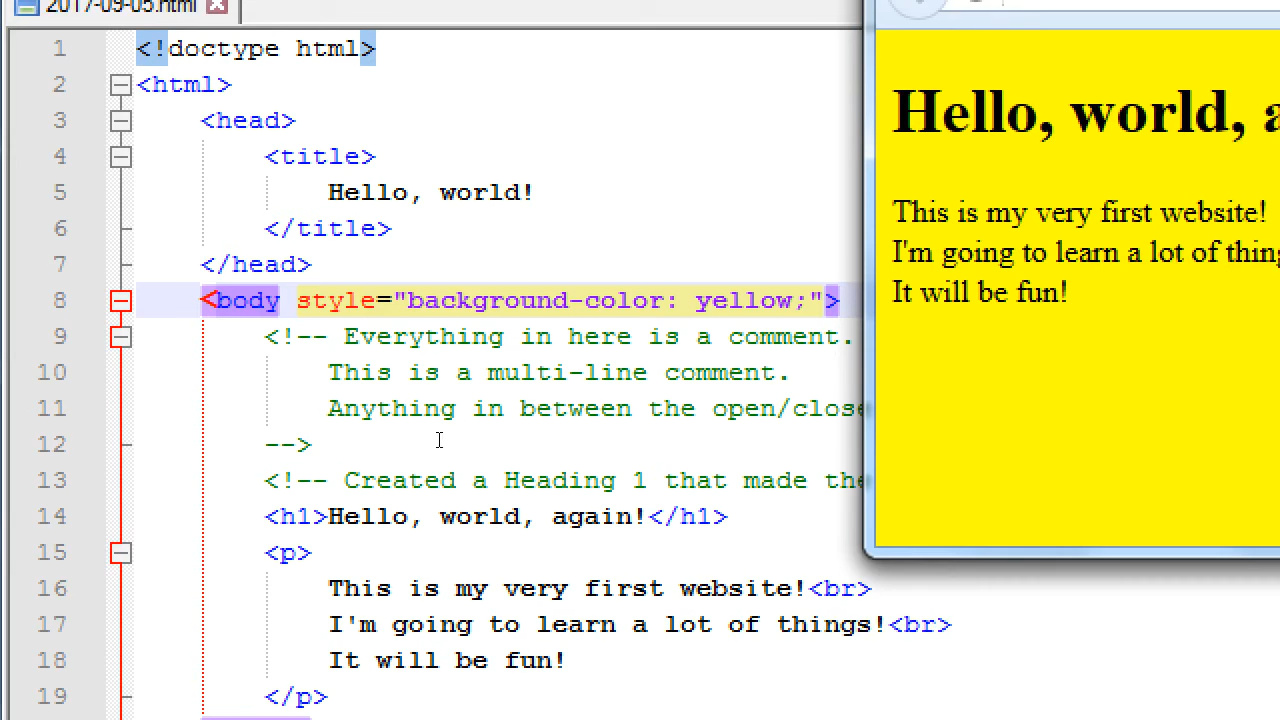 2017-09-05.html
1 <!doctype html>
2 <html>
3 <head>
4 <title>
5 Hello, world!
6 </title>
7 </head>
8 <body style="background-color: yellow;">
9 <!-- Everything in here is a comment.
10 This is a multi-line comment.
11 Anything in between the open/close
12 -->
13 <!-- Created a Heading 1 that made the
14 <h1>Hello, world, again!</h1>
15 <p>
16 This is my very first website!<br>
17 I'm going to learn a lot of things!<br>
18 It will be fun!
19 </p>
Hello, world, a
This is my very first website!
I'm going to learn a lot of thing
It will be fun!